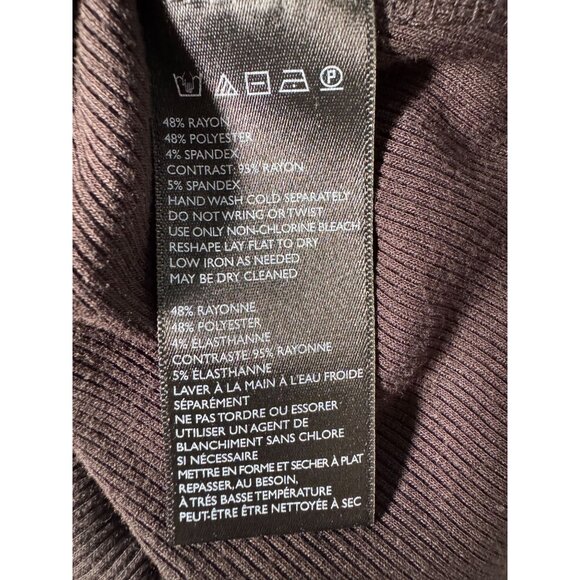 48% RAYON
48% POLYESTER
4% SPANDEX
CONTRAST: 95% RAYON
5% SPANDEX
HAND WASH COLD SEPARATELY
DO NOT WRING OR TWIST
USE ONLY NON-CHLORINE BLEACH
RESHAPE LAY FLAT TO DRY
LOW IRON AS NEEDED
MAY BE DRY CLEANED
48% RAYONNE
48% POLYESTER
4% ELASTHANNE
CONTRASTE: 95% RAYONNE
5% ELASTHANNE
LAVER À LA MAIN À L'EAU FROIDE
SÉPARÉMENT
NE PAS TORDRE OU ESSORER
UTILISER UN AGENT DE
BLANCHIMENT SANS CHLORE
SI NÉCESSAIRE
METTRE EN FORME ET SECHER À PLAT
REPASSER, AU BESOIN,
À TRÉS BASSE TEMPÉRATURE
PEUT-ÊTRE ÊTRE NETTOYÉE À SEC